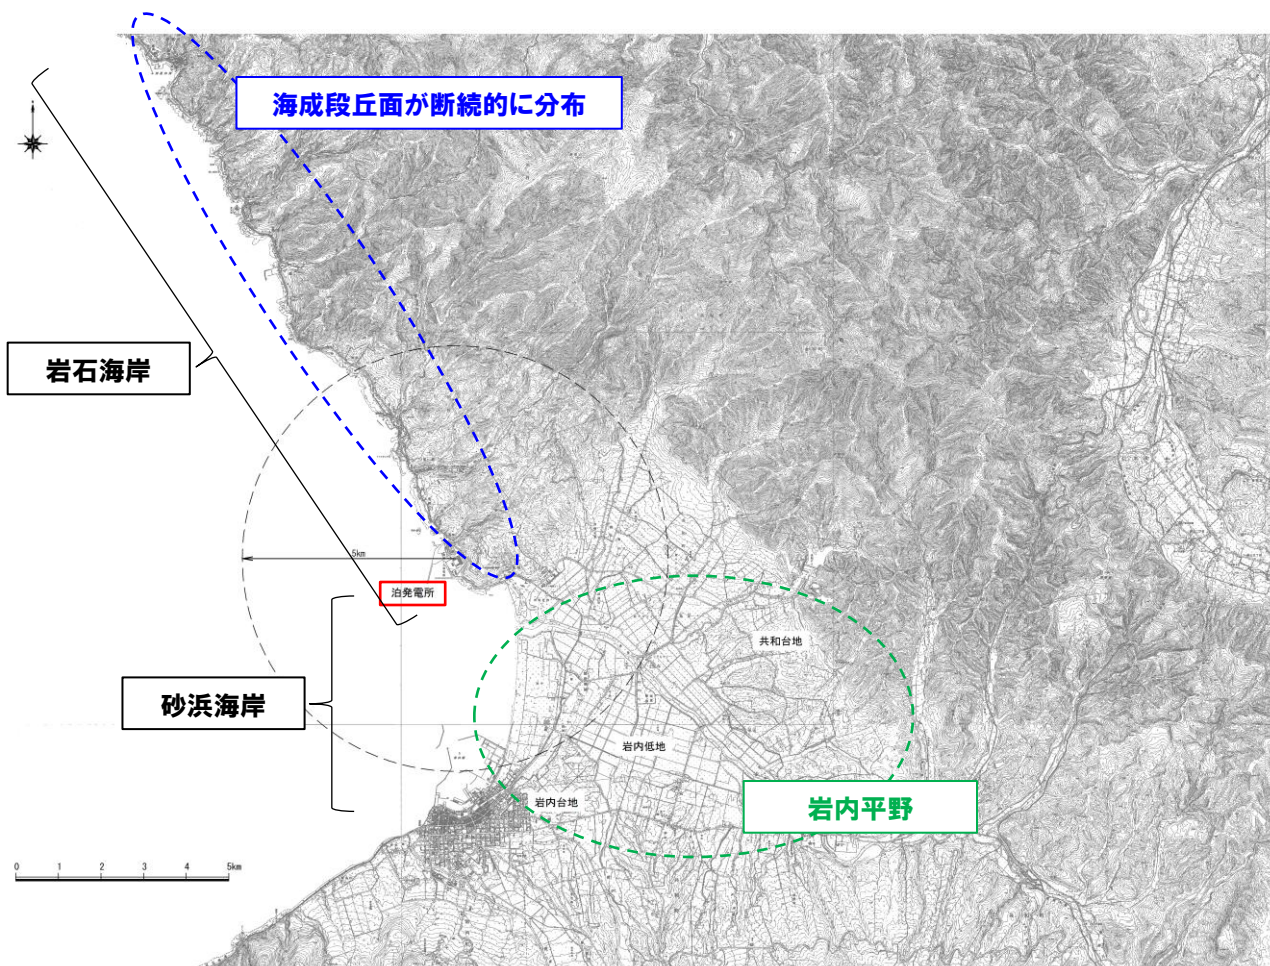 海成段丘面が断続的に分布
岩石海岸
5km
泊発電所
共和台地
砂浜海岸
岩内低地
岩内台地
岩内平野
0 1 2 3 4 5km